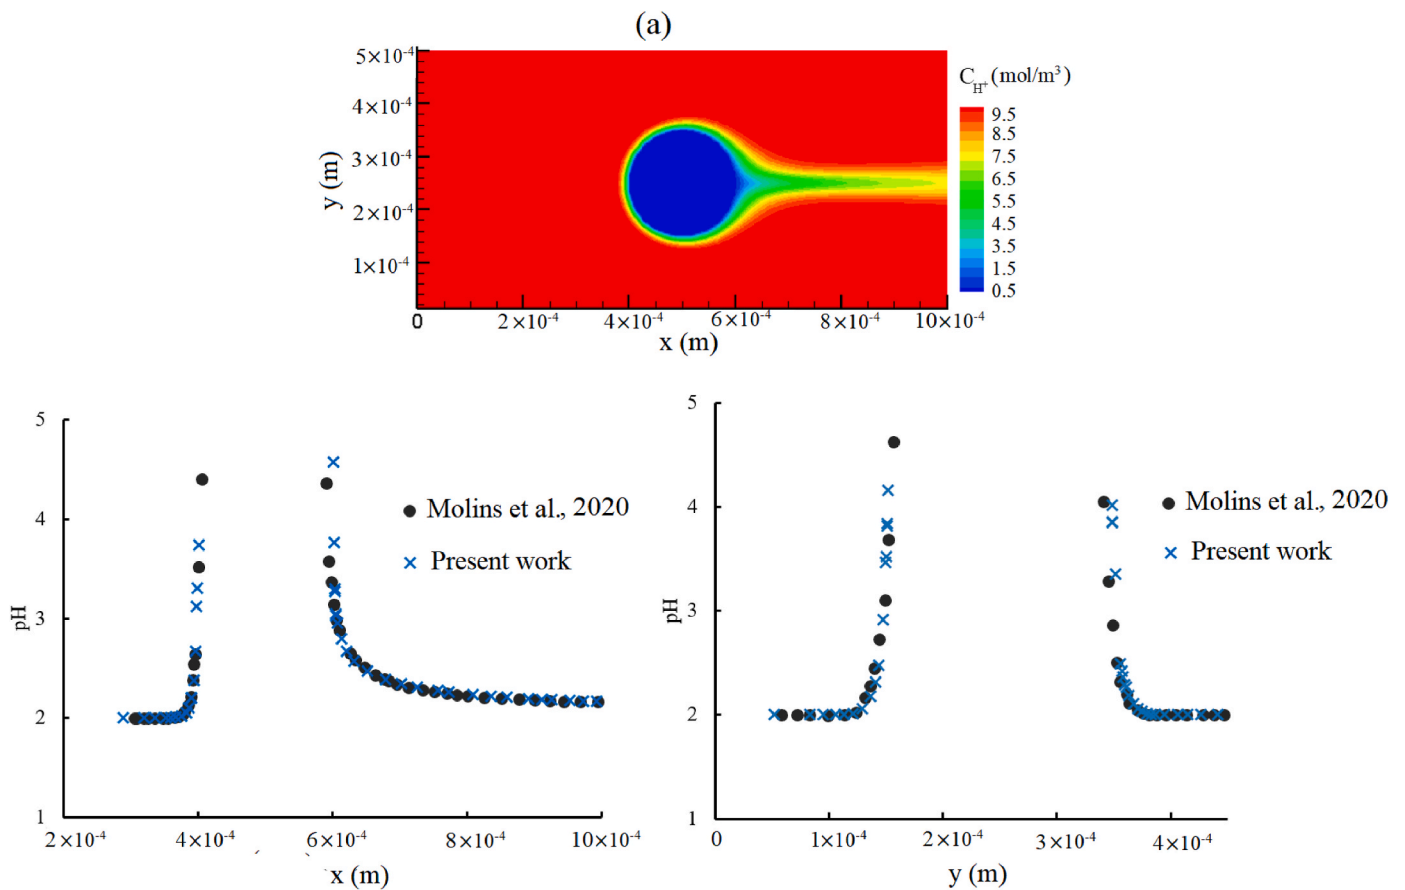 (a)
5×10⁻⁴
4×10⁻⁴
3×10⁻⁴
2×10⁻⁴
1×10⁻⁴
y (m)
0 2×10⁻⁴ 4×10⁻⁴ 6×10⁻⁴ 8×10⁻⁴ 10×10⁻⁴
x (m)
C_H⁺ (mol/m³)
9.5
8.5
7.5
6.5
5.5
4.5
3.5
1.5
0.5
5
4
3
2
1
pH
Molins et al., 2020
Present work
2×10⁻⁴ 4×10⁻⁴ 6×10⁻⁴ 8×10⁻⁴ 10×10⁻⁴
x (m)
5
4
3
2
1
pH
Molins et al., 2020
Present work
0 1×10⁻⁴ 2×10⁻⁴ 3×10⁻⁴ 4×10⁻⁴
y (m)